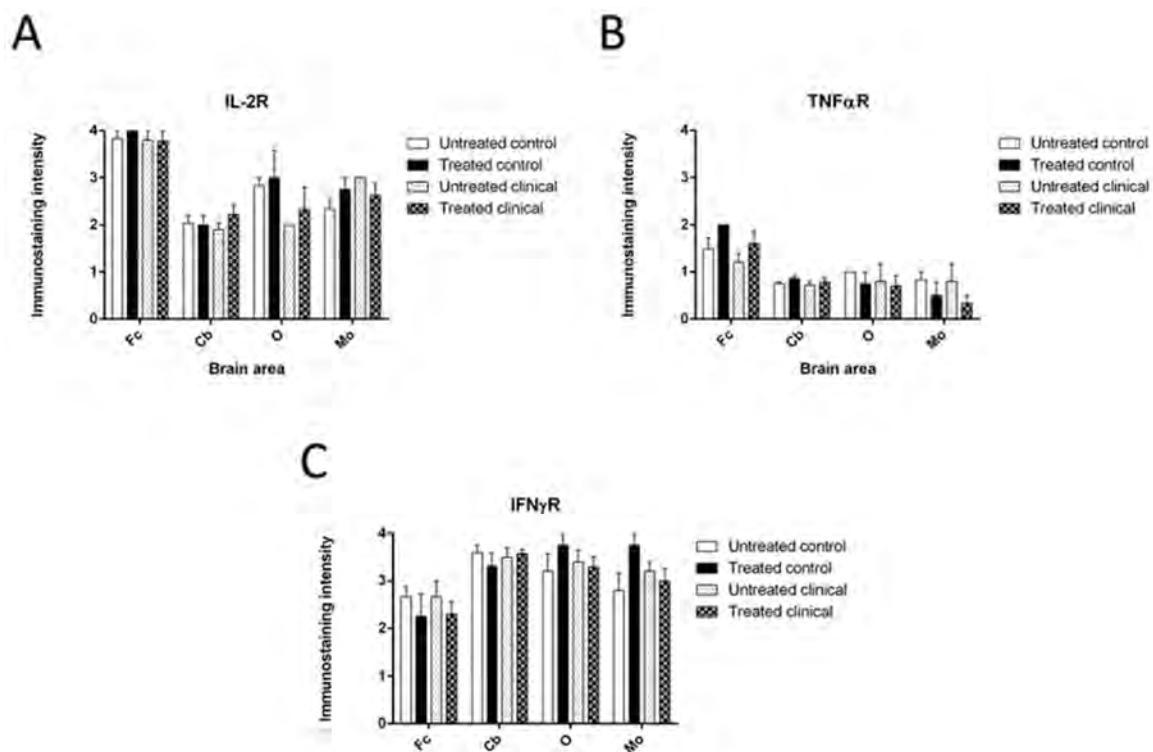 A
IL-2R
Immunostaining intensity
4
3
2
1
0
Fc
Cb
O
Mo
Brain area
Untreated control
Treated control
Untreated clinical
Treated clinical
B
TNFαR
Immunostaining intensity
4
3
2
1
0
Fc
Cb
O
Mo
Brain area
Untreated control
Treated control
Untreated clinical
Treated clinical
C
IFNγR
Immunostaining intensity
4
3
2
1
0
Fc
Cb
O
Mo
Untreated control
Treated control
Untreated clinical
Treated clinical